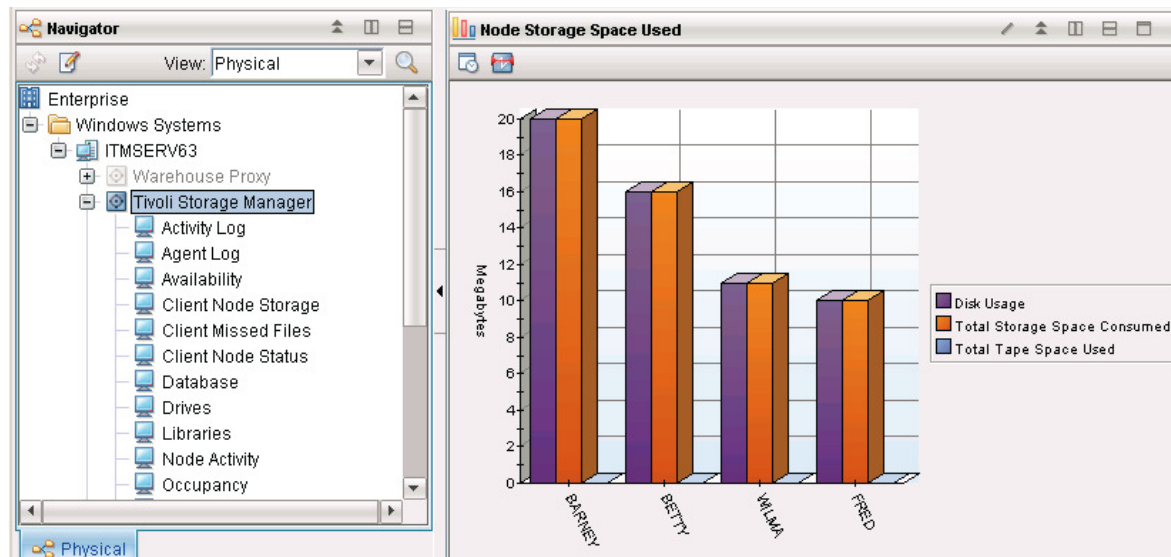 Navigator
View: Physical
Enterprise
Windows Systems
ITMSERV63
Warehouse Proxy
Tivoli Storage Manager
Activity Log
Agent Log
Availability
Client Node Storage
Client Missed Files
Client Node Status
Database
Drives
Libraries
Node Activity
Occupancy
Physical
Node Storage Space Used
Megabytes
20
18
16
14
12
10
8
6
4
2
0
BARNEY
BETTY
WILMA
FRED
Disk Usage
Total Storage Space Consumed
Total Tape Space Used